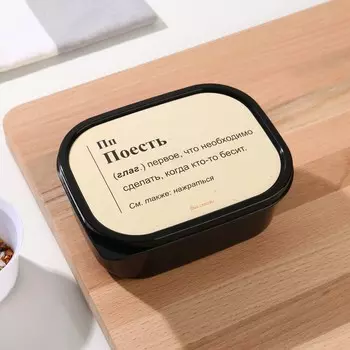 Пп
Поесть
(глаг.) первое, что необходимо
сделать, когда кто-то бесит.
См. также: нажраться